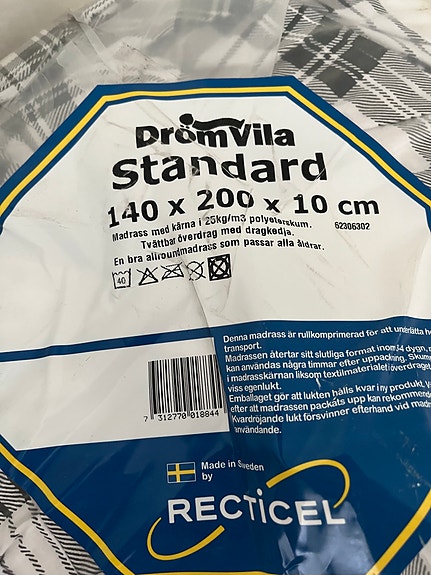 DrömVila
Standard
140 x 200 x 10 cm
Madrass med kärna i 25kg/m3 polyeterskum. 62306302
Tvättbar överdrag med dragkedja.
En bra allroundmadrass som passar alla åldrar.
40
Denna madrass är rullkomprimerad för att underlätta
transport.
Madrassen återtar sitt slutliga format inom
kan användas några timmar efter uppackning.
i madrasskärnan liksom textilmaterialet i överdraget
viss egenlukt.
Emballaget gör att lukten hålls kvar i ny produkt.
efter att madrassen packats upp kan
Kvardröjande lukt försvinner efterhand vid
användande.
7 312770 018844
Made in Sweden
by
RECTICEL